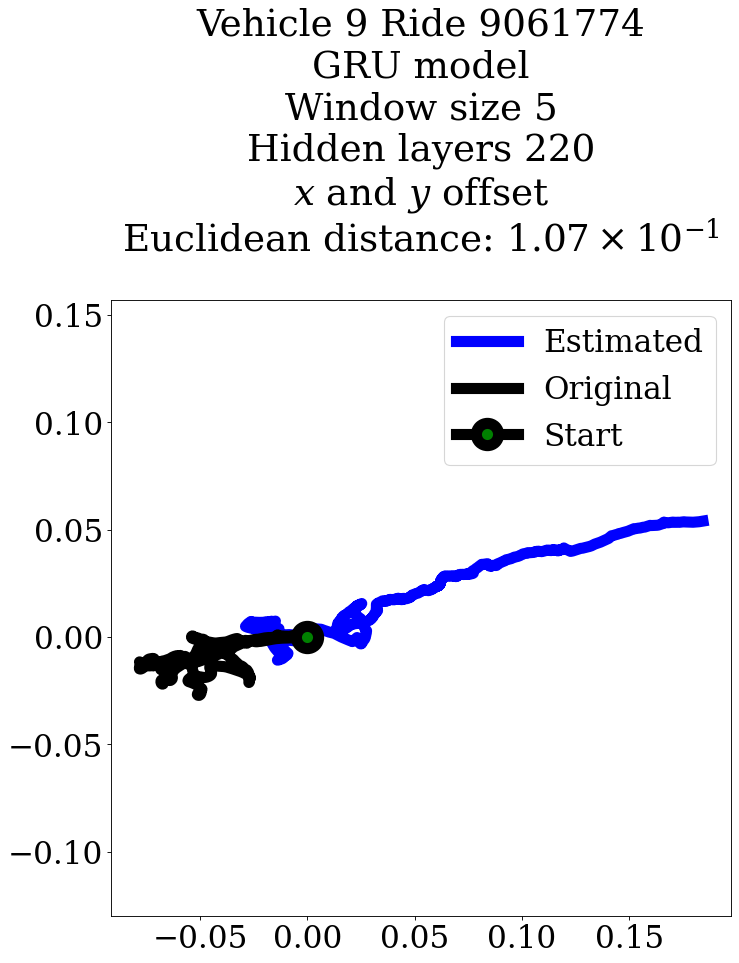 Vehicle 9 Ride 9061774
GRU model
Window size 5
Hidden layers 220
x and y offset
Euclidean distance: 1.07 × 10⁻¹
Estimated
Original
Start
0.15
0.10
0.05
0.00
−0.05
−0.10
−0.05 0.00 0.05 0.10 0.15